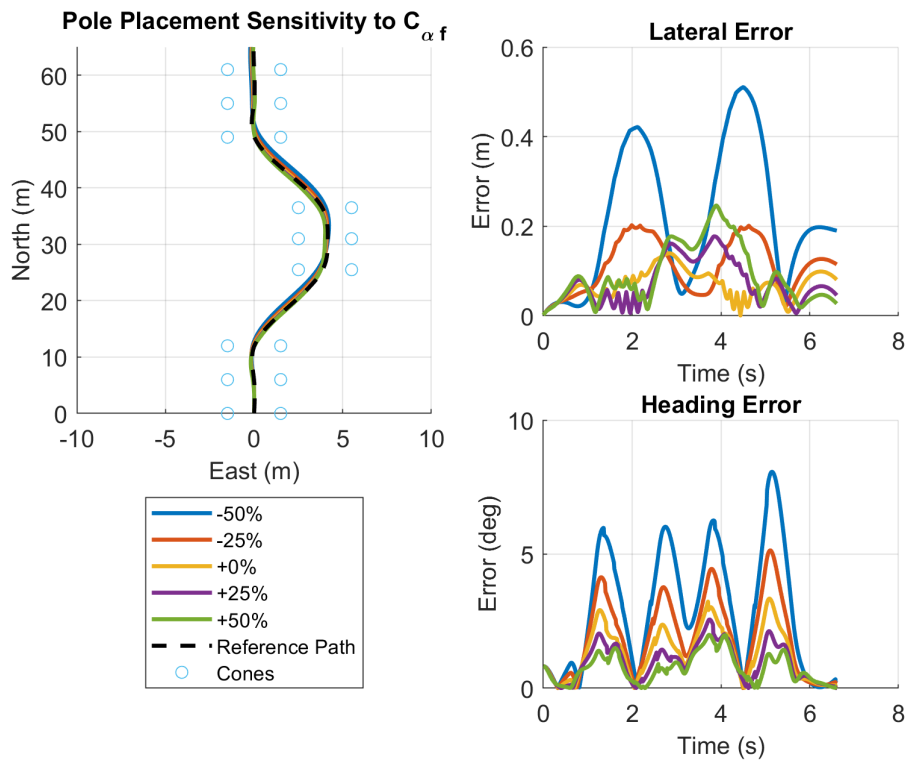 Pole Placement Sensitivity to C α f
60
50
40
30
20
10
0
North (m)
-10 -5 0 5 10
East (m)
-50%
-25%
+0%
+25%
+50%
Reference Path
Cones
Lateral Error
0.6
0.4
0.2
0
Error (m)
0 2 4 6 8
Time (s)
Heading Error
10
5
0
Error (deg)
0 2 4 6 8
Time (s)